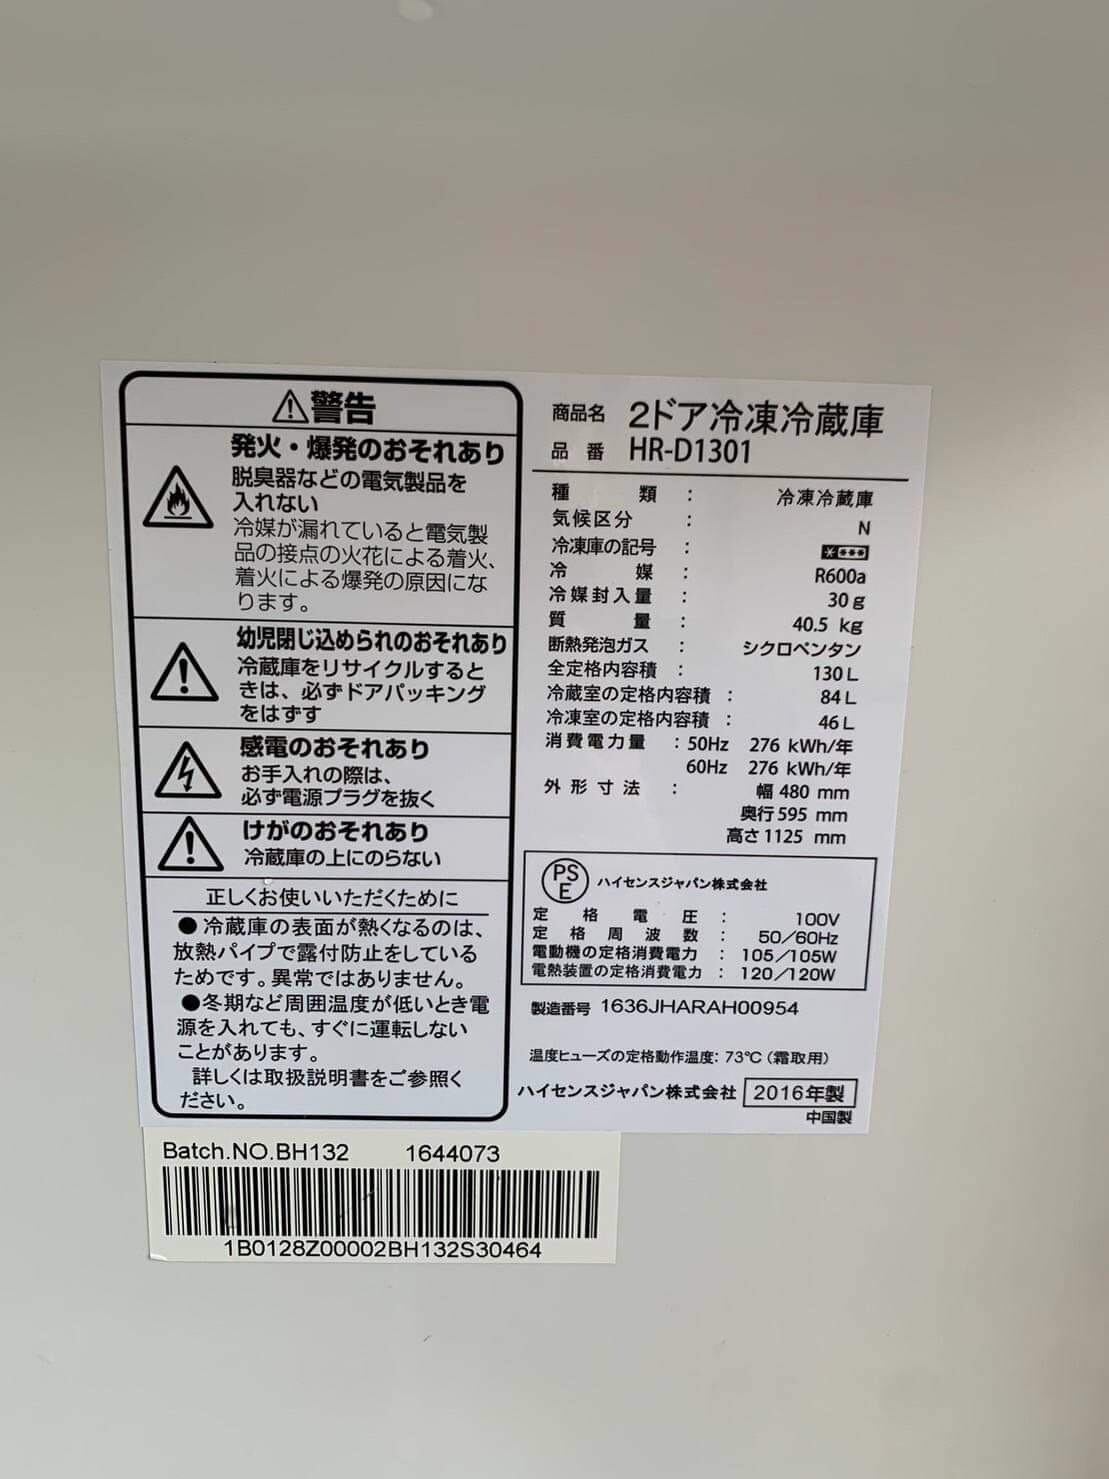 ⚠警告
発火・爆発のおそれあり
脱臭器などの電気製品を
入れない
冷媒が漏れていると電気製
品の接点の火花による着火、
着火による爆発の原因にな
ります。
幼児閉じ込められのおそれあり
冷蔵庫をリサイクルすると
きは、必ずドアパッキング
をはずす
感電のおそれあり
お手入れの際は、
必ず電源プラグを抜く
けがのおそれあり
冷蔵庫の上にのらない
正しくお使いいただくために
●冷蔵庫の表面が熱くなるのは、
放熱パイプで露付防止をしている
ためです。異常ではありません。
●冬期など周囲温度が低いとき電
源を入れても、すぐに運転しない
ことがあります。
詳しくは取扱説明書をご参照く
ださい。
商品名 2ドア冷凍冷蔵庫
品番 HR-D1301
種類： 冷凍冷蔵庫
気候区分： N
冷凍庫の記号： ****
冷媒： R600a
冷媒封入量： 30 g
質量： 40.5 kg
断熱発泡ガス： シクロペンタン
全定格内容積： 130 L
冷蔵室の定格内容積： 84 L
冷凍室の定格内容積： 46 L
消費電力量：50Hz 276 kWh/年
60Hz 276 kWh/年
外形寸法： 幅 480 mm
奥行 595 mm
高さ 1125 mm
PS
E ハイセンスジャパン株式会社
定格電圧： 100V
定格周波数： 50/60Hz
電動機の定格消費電力：105/105W
電熱装置の定格消費電力：120/120W
製造番号 1636JHARAH00954
温度ヒューズの定格動作温度：73℃（霜取用）
ハイセンスジャパン株式会社 2016年製
中国製
Batch.NO.BH132 1644073
1B0128Z00002BH132S30464